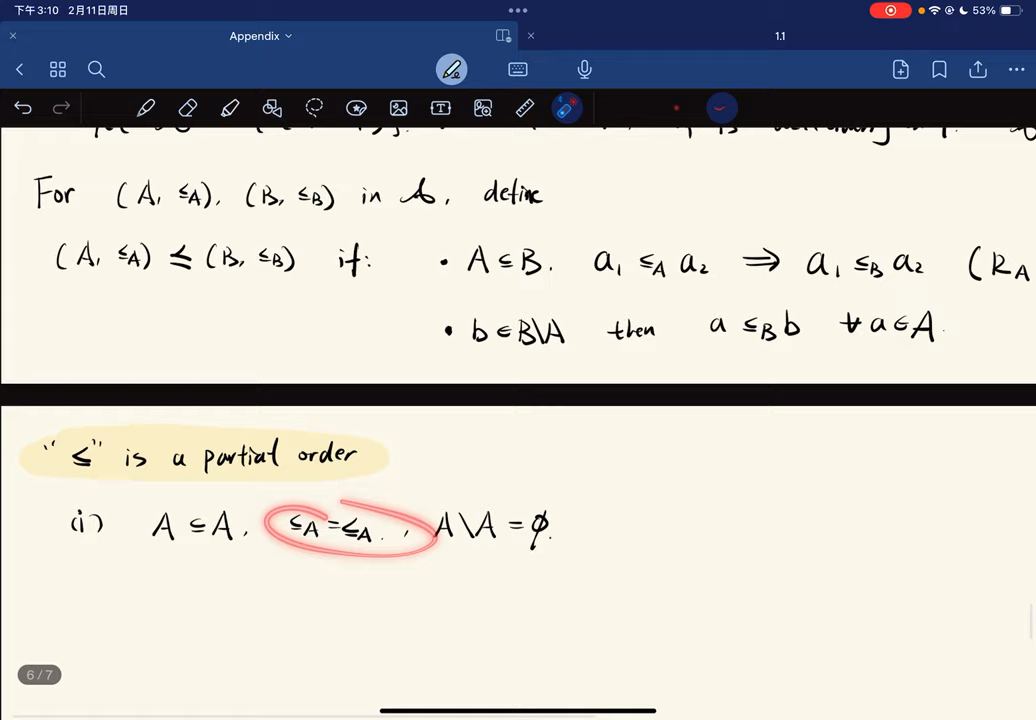 下午3:10 2月11日周日
53%
Appendix
1.1
For (A, ≤A), (B, ≤B) in 𝒜, define
(A, ≤A) ≤ (B, ≤B) if: • A ⊆ B. a₁ ≤A a₂ ⟹ a₁ ≤B a₂ (RA
• b ∈ B\A then a ≤B b ∀ a ∈ A.
"≤" is a partial order
(i) A ⊆ A, ≤A = ≤A. , A \ A = ∅.
6 / 7